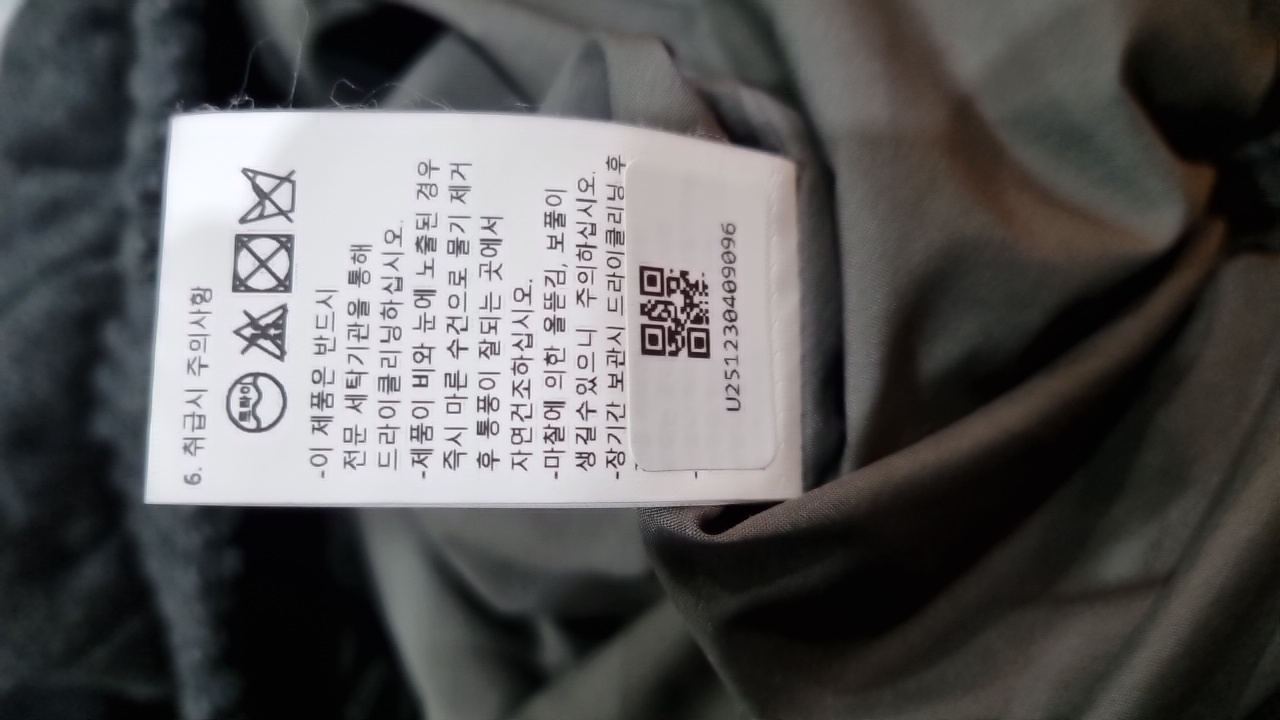 6. 취급시 주의사항
드라이
-이 제품은 반드시
전문 세탁기관을 통해
드라이클리닝하십시오.
-제품이 비와 눈에 노출된 경우
즉시 마른 수건으로 물기 제거
후 통풍이 잘되는 곳에서
자연건조하십시오.
-마찰에 의한 올뜯김, 보풀이
생길수있으니 주의하십시오.
-장기간 보관시 드라이클리닝 후
U251230409096